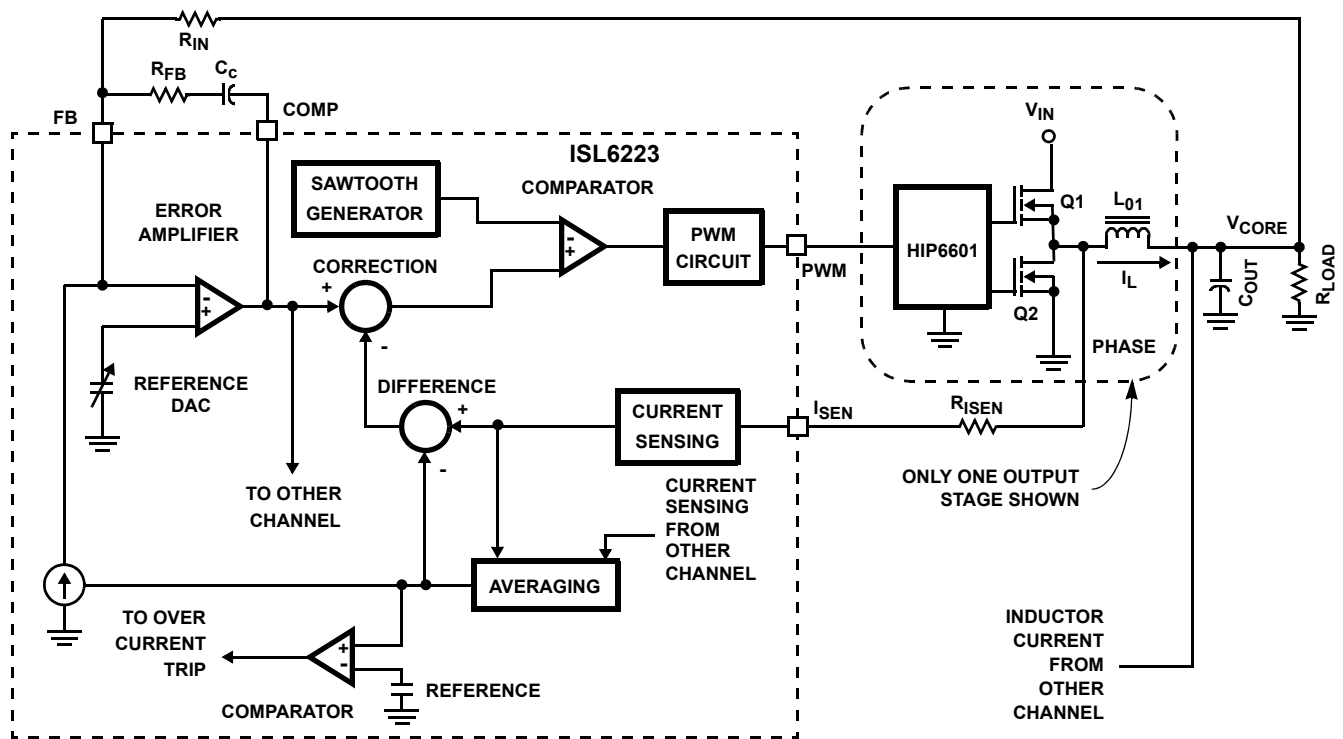 R_IN
R_FB
C_c
FB
COMP
ISL6223
SAWTOOTH
GENERATOR
COMPARATOR
-
+
PWM
CIRCUIT
PWM
HIP6601
V_IN
Q1
Q2
L_01
I_L
PHASE
V_CORE
C_OUT
R_LOAD
ERROR
AMPLIFIER
-
+
CORRECTION
+
-
REFERENCE
DAC
DIFFERENCE
+
-
CURRENT
SENSING
I_SEN
R_ISEN
ONLY ONE OUTPUT
STAGE SHOWN
TO OTHER
CHANNEL
CURRENT
SENSING
FROM
OTHER
CHANNEL
AVERAGING
TO OVER
CURRENT
TRIP
+
-
COMPARATOR
REFERENCE
INDUCTOR
CURRENT
FROM
OTHER
CHANNEL